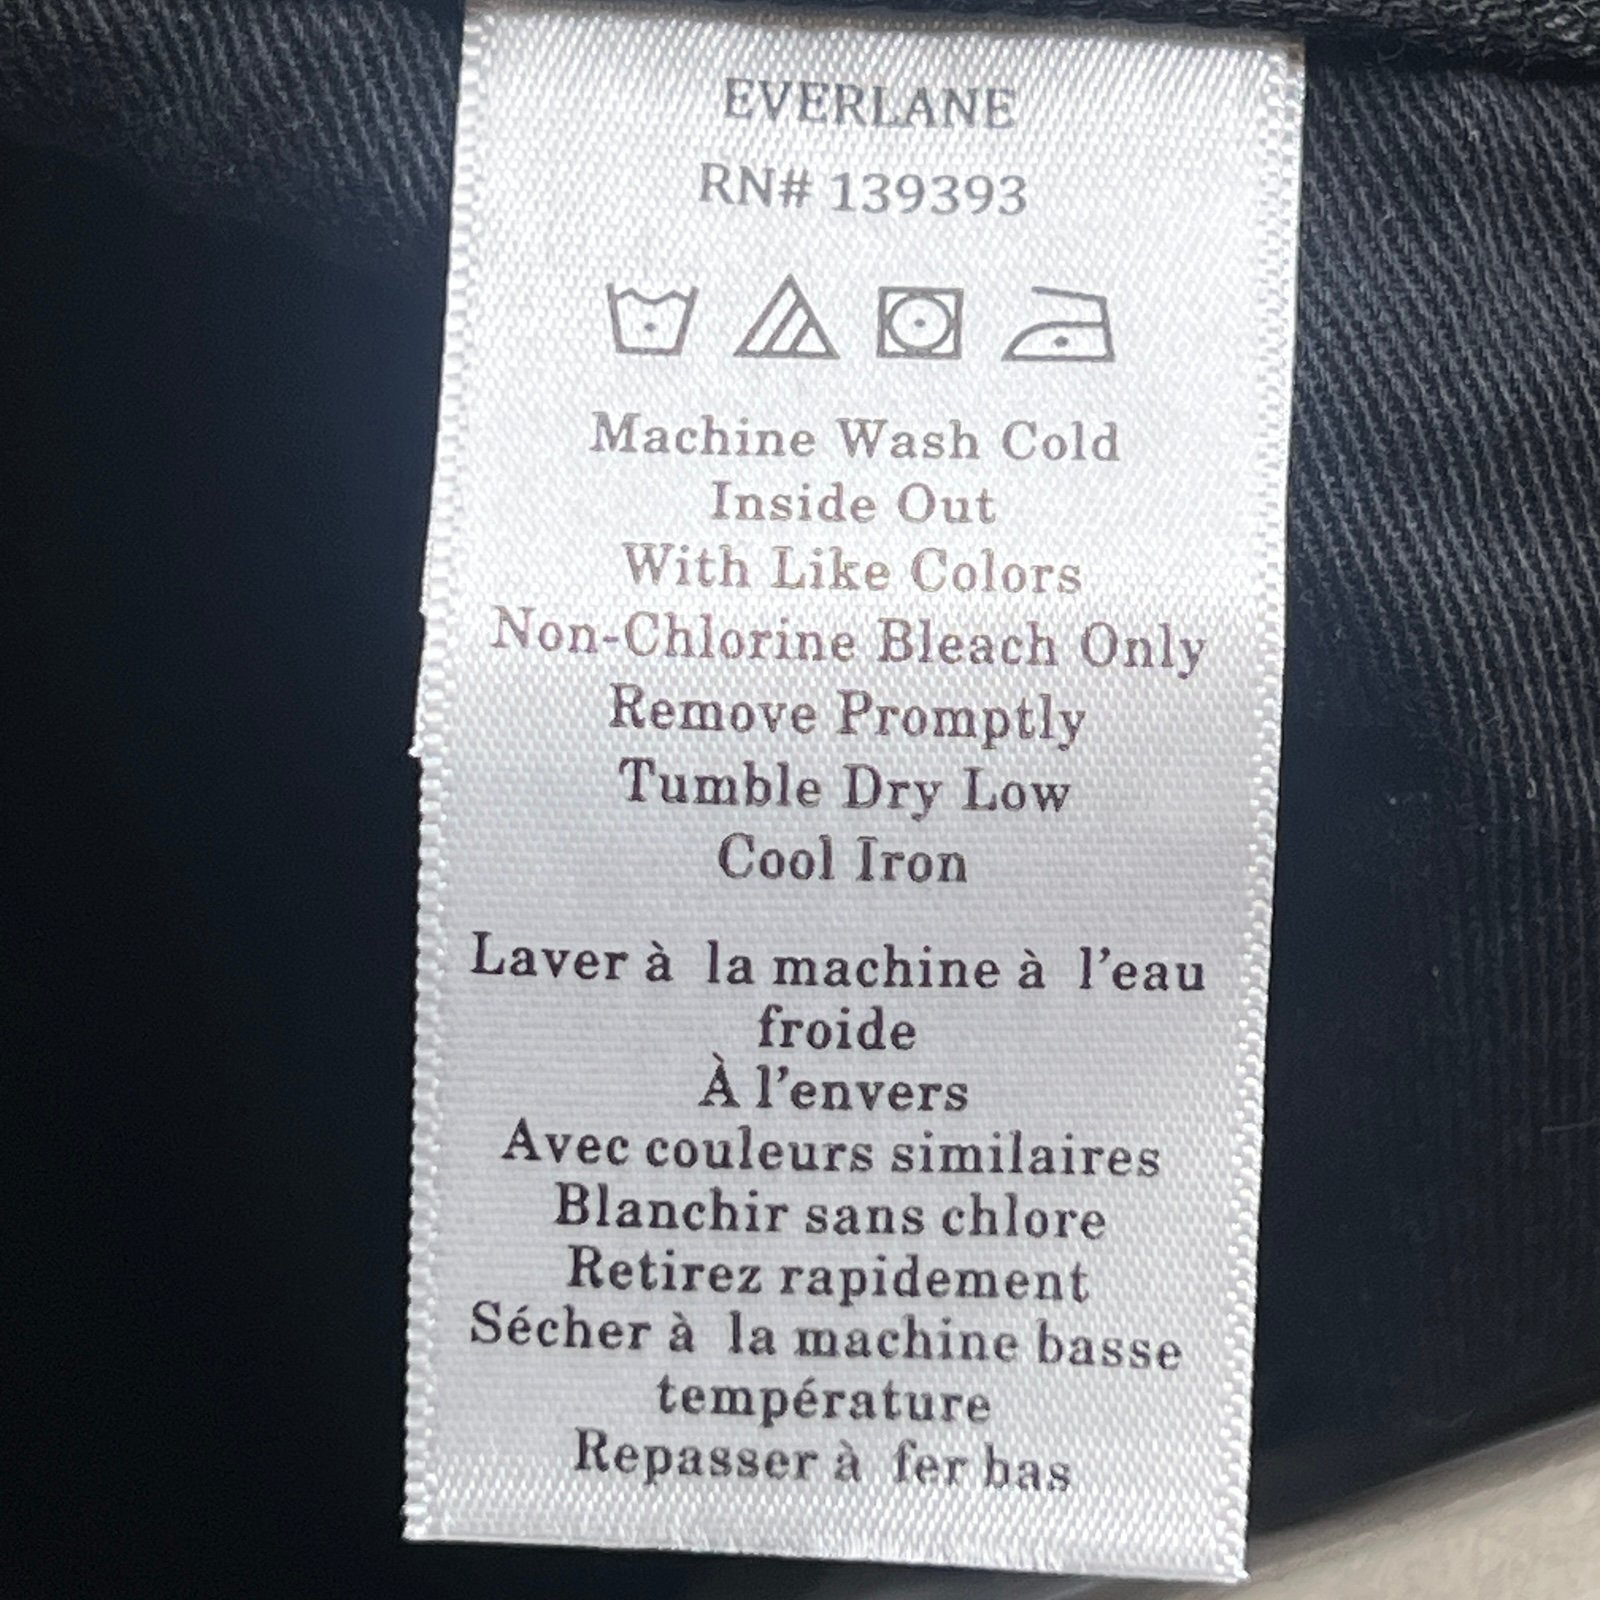 EVERLANE
RN# 139393
Machine Wash Cold
Inside Out
With Like Colors
Non-Chlorine Bleach Only
Remove Promptly
Tumble Dry Low
Cool Iron
Laver à la machine à l'eau
froide
À l'envers
Avec couleurs similaires
Blanchir sans chlore
Retirez rapidement
Sécher à la machine basse
température
Repasser à fer bas